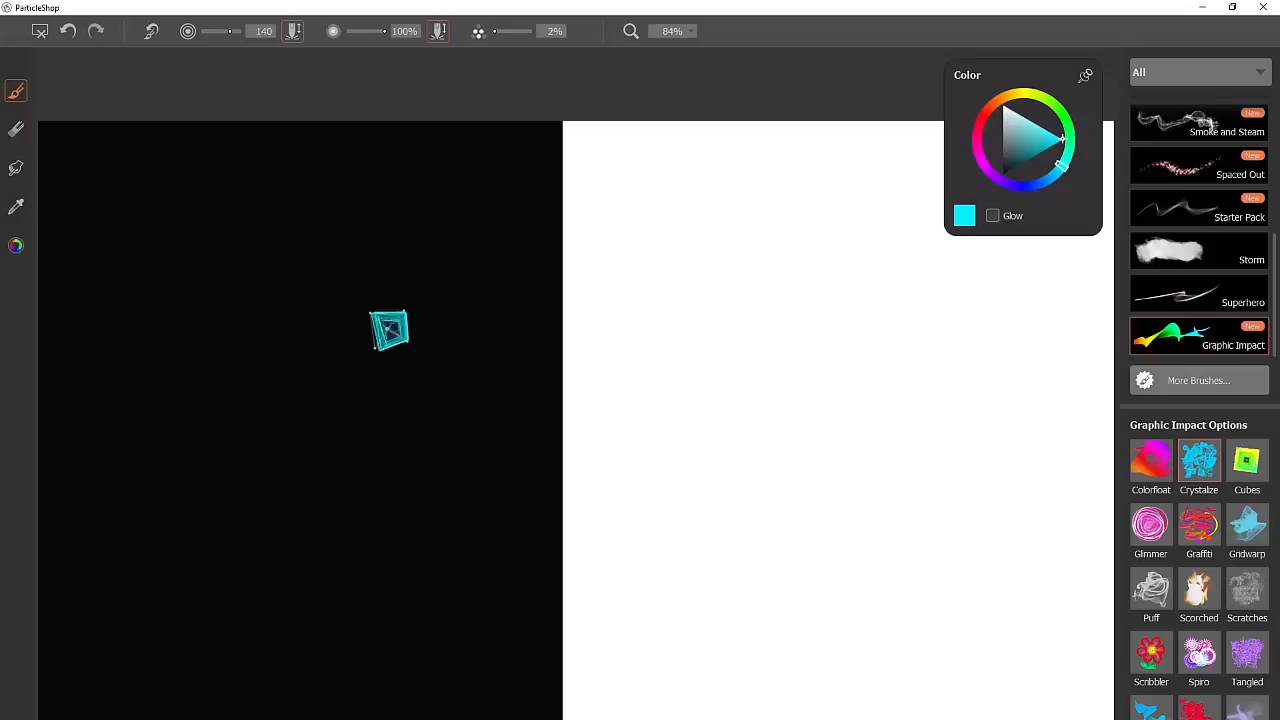 ParticleShop
140
100%
2%
84%
Color
Glow
All
New
Smoke and Steam
New
Spaced Out
New
Starter Pack
Storm
Superhero
New
Graphic Impact
More Brushes...
Graphic Impact Options
Colorfloat Crystalize Cubes
Glimmer Graffiti Gridwarp
Puff Scorched Scratches
Scribbler Spiro Tangled